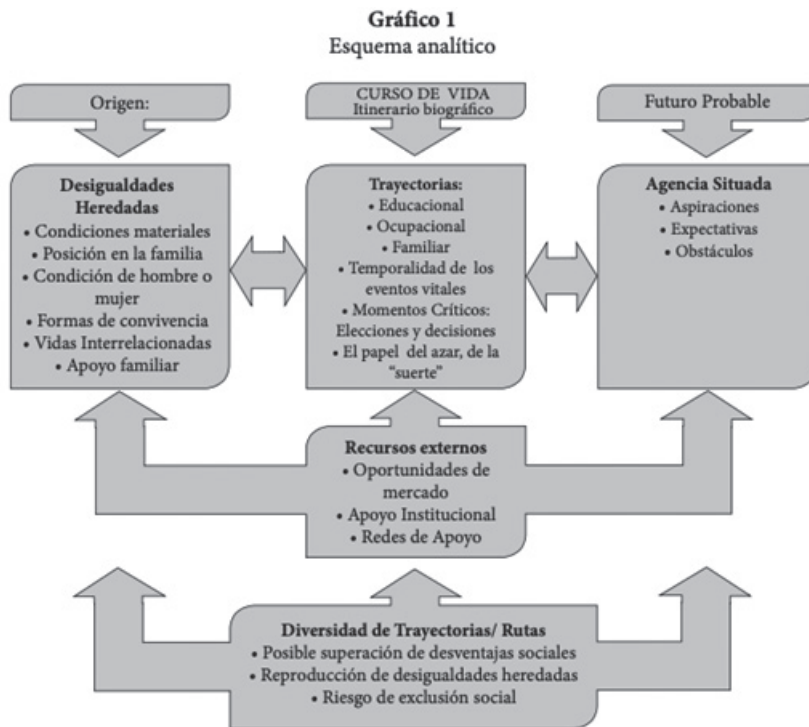 Gráfico 1
Esquema analítico
Origen:
CURSO DE VIDA
Itinerario biográfico
Futuro Probable
Desigualdades
Heredadas
• Condiciones materiales
• Posición en la familia
• Condición de hombre o
mujer
• Formas de convivencia
• Vidas Interrelacionadas
• Apoyo familiar
Trayectorias:
• Educacional
• Ocupacional
• Familiar
• Temporalidad de los
eventos vitales
• Momentos Críticos:
Elecciones y decisiones
• El papel del azar, de la
“suerte”
Agencia Situada
• Aspiraciones
• Expectativas
• Obstáculos
Recursos externos
• Oportunidades de
mercado
• Apoyo Institucional
• Redes de Apoyo
Diversidad de Trayectorias/ Rutas
• Posible superación de desventajas sociales
• Reproducción de desigualdades heredadas
• Riesgo de exclusión social